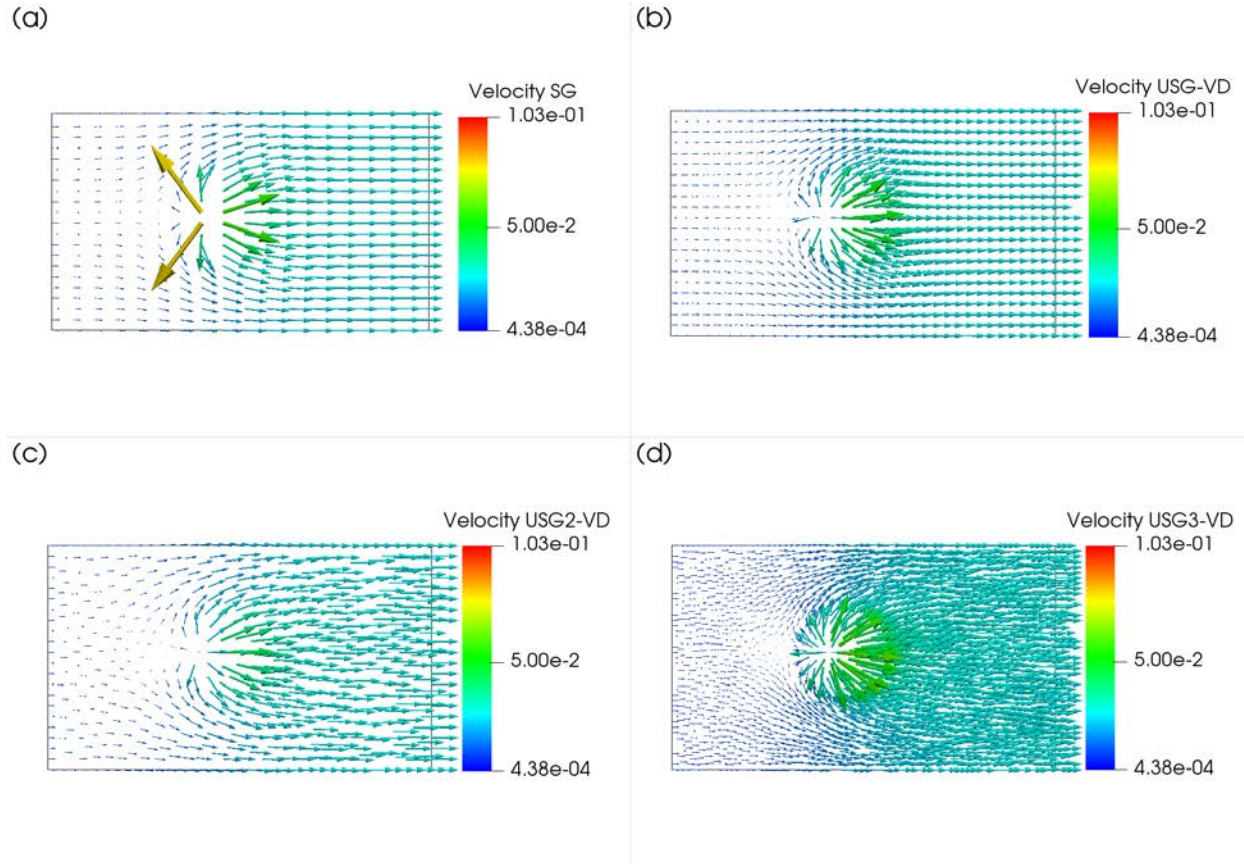 (a)
Velocity SG
1.03e-01
5.00e-2
4.38e-04
(b)
Velocity USG-VD
1.03e-01
5.00e-2
4.38e-04
(c)
Velocity USG2-VD
1.03e-01
5.00e-2
4.38e-04
(d)
Velocity USG3-VD
1.03e-01
5.00e-2
4.38e-04